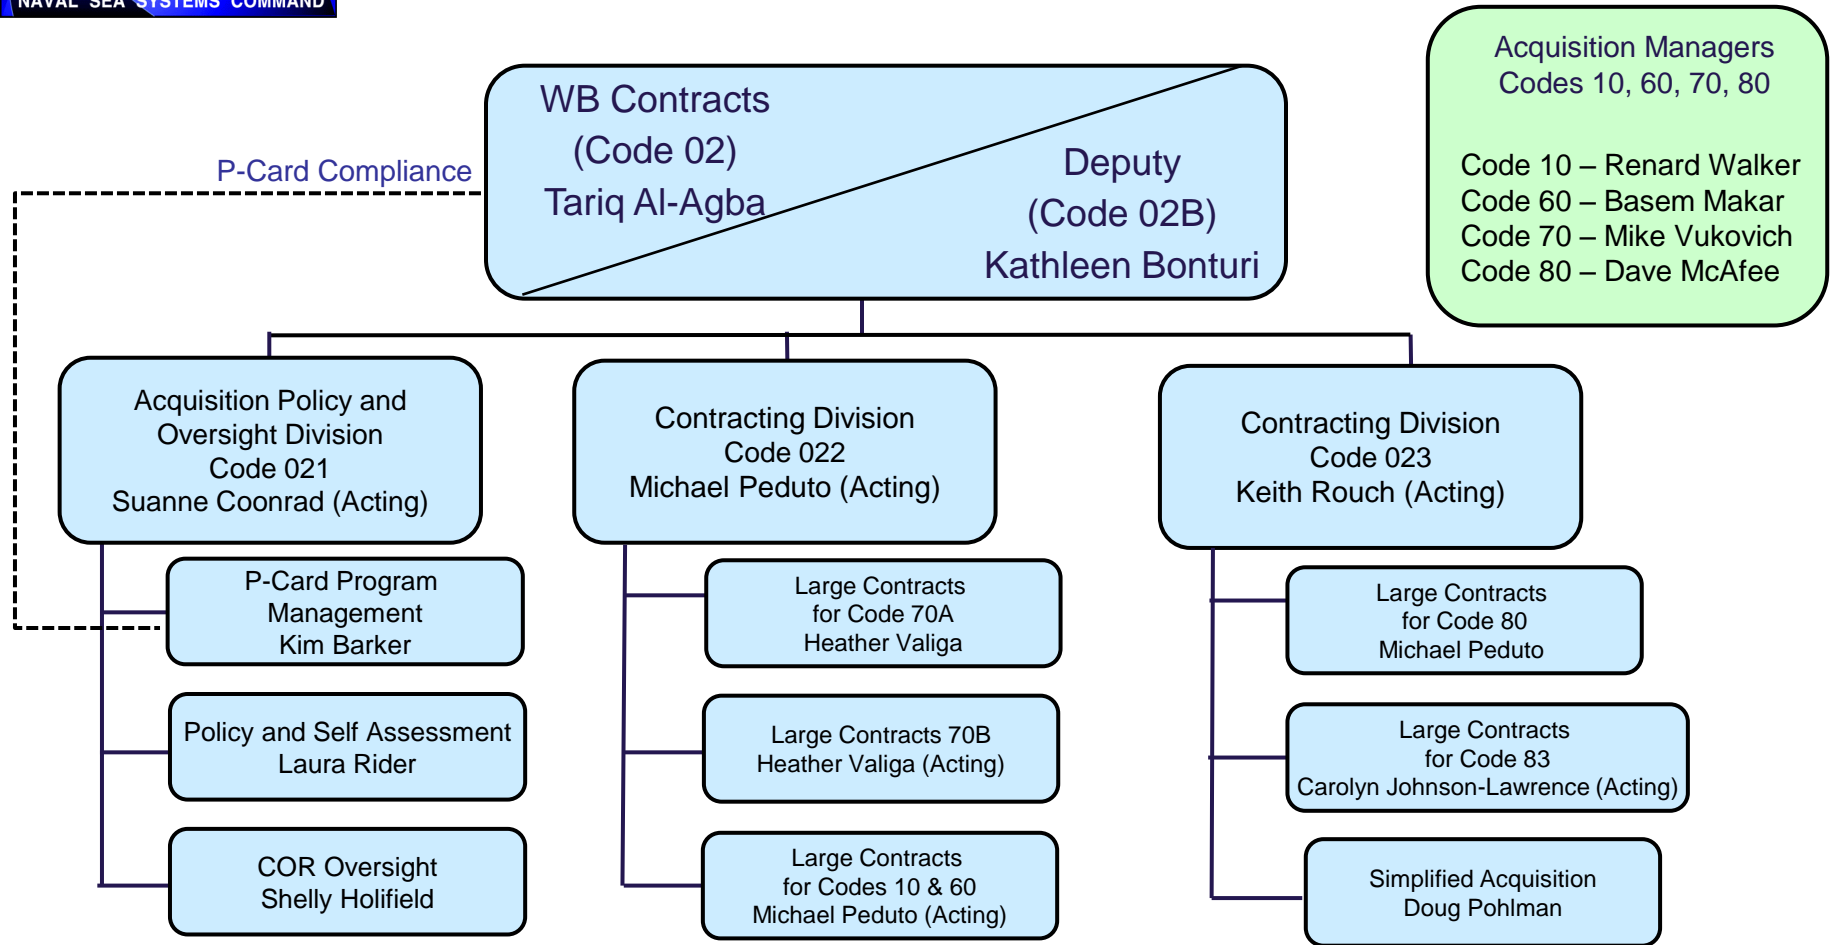 NAVAL SEA SYSTEMS COMMAND
Acquisition Managers
Codes 10, 60, 70, 80
Code 10 – Renard Walker
Code 60 – Basem Makar
Code 70 – Mike Vukovich
Code 80 – Dave McAfee
WB Contracts
(Code 02)
Tariq Al-Agba
Deputy
(Code 02B)
Kathleen Bonturi
P-Card Compliance
Acquisition Policy and
Oversight Division
Code 021
Suanne Coonrad (Acting)
P-Card Program
Management
Kim Barker
Policy and Self Assessment
Laura Rider
COR Oversight
Shelly Holifield
Contracting Division
Code 022
Michael Peduto (Acting)
Large Contracts
for Code 70A
Heather Valiga
Large Contracts 70B
Heather Valiga (Acting)
Large Contracts
for Codes 10 & 60
Michael Peduto (Acting)
Contracting Division
Code 023
Keith Rouch (Acting)
Large Contracts
for Code 80
Michael Peduto
Large Contracts
for Code 83
Carolyn Johnson-Lawrence (Acting)
Simplified Acquisition
Doug Pohlman